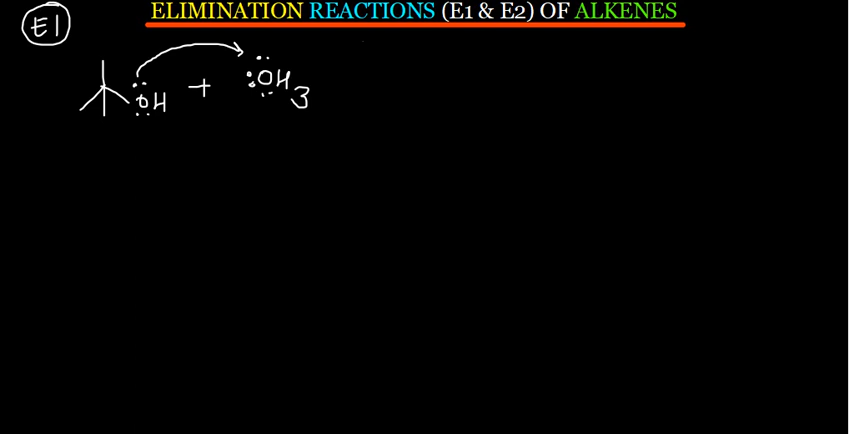 ELIMINATION REACTIONS (E1 & E2) OF ALKENES
E1
OH + OH3